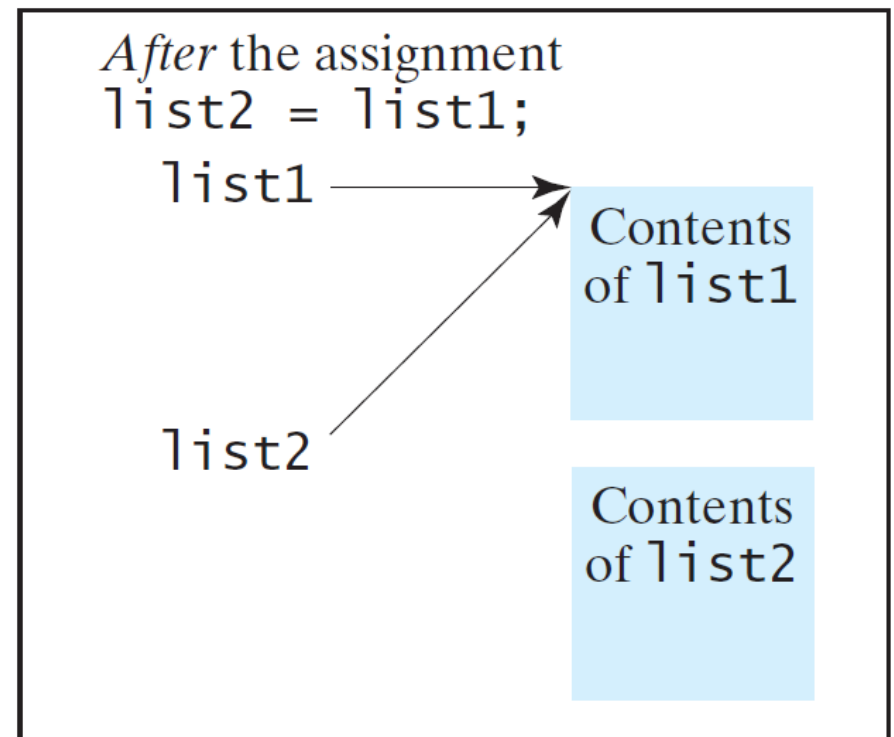 After the assignment
list2 = list1;
list1
Contents
of list1
list2
Contents
of list2